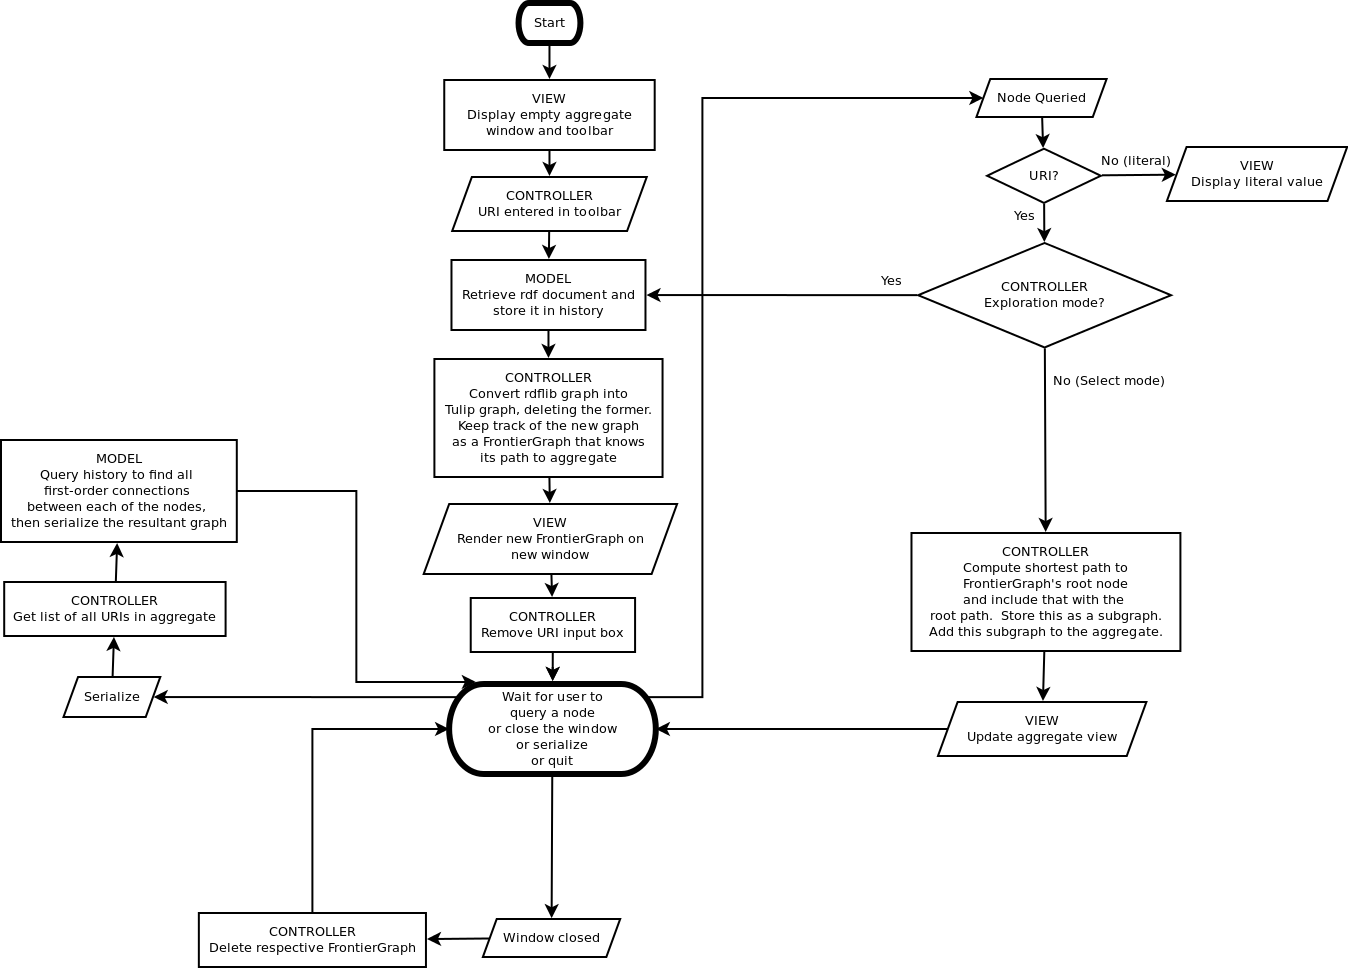 Start
VIEW
Display empty aggregate
window and toolbar
CONTROLLER
URI entered in toolbar
MODEL
Retrieve rdf document and
store it in history
CONTROLLER
Convert rdflib graph into
Tulip graph, deleting the former.
Keep track of the new graph
as a FrontierGraph that knows
its path to aggregate
VIEW
Render new FrontierGraph on
new window
CONTROLLER
Remove URI input box
Wait for user to
query a node
or close the window
or serialize
or quit
Node Queried
URI?
No (literal)
VIEW
Display literal value
Yes
CONTROLLER
Exploration mode?
Yes
No (Select mode)
CONTROLLER
Compute shortest path to
FrontierGraph's root node
and include that with the
root path.  Store this as a subgraph.
Add this subgraph to the aggregate.
VIEW
Update aggregate view
MODEL
Query history to find all
first-order connections
between each of the nodes,
then serialize the resultant graph
CONTROLLER
Get list of all URIs in aggregate
Serialize
Window closed
CONTROLLER
Delete respective FrontierGraph